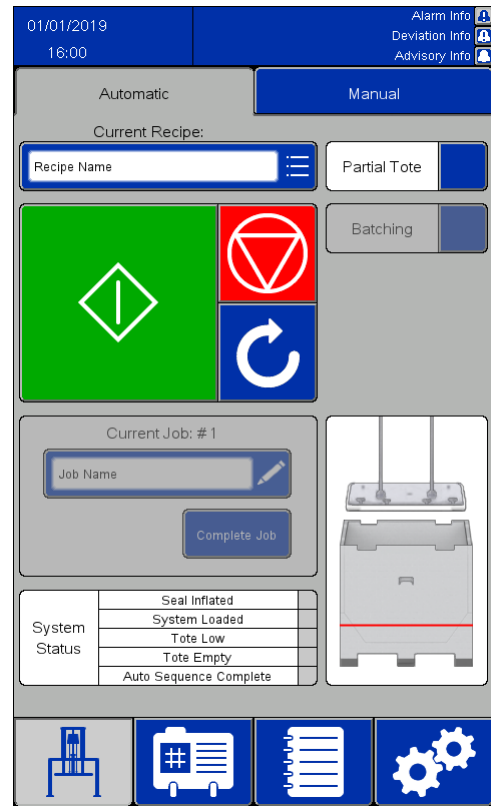 01/01/2019
16:00
Alarm Info
Deviation Info
Advisory Info
Automatic
Manual
Current Recipe:
Recipe Name
Partial Tote
Batching
Current Job: # 1
Job Name
Complete Job
System Status
Seal Inflated
System Loaded
Tote Low
Tote Empty
Auto Sequence Complete
#